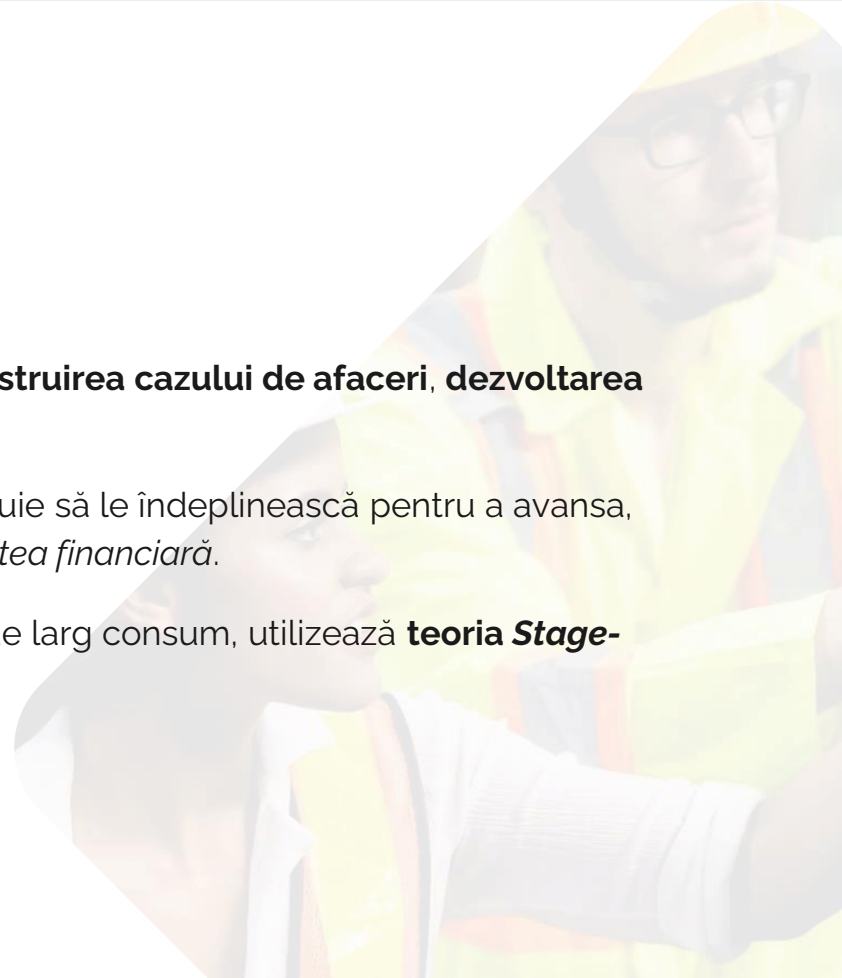 struirea cazului de afaceri, dezvoltarea
uie să le îndeplinească pentru a avansa,
tea financiară.
e larg consum, utilizează teoria Stage-